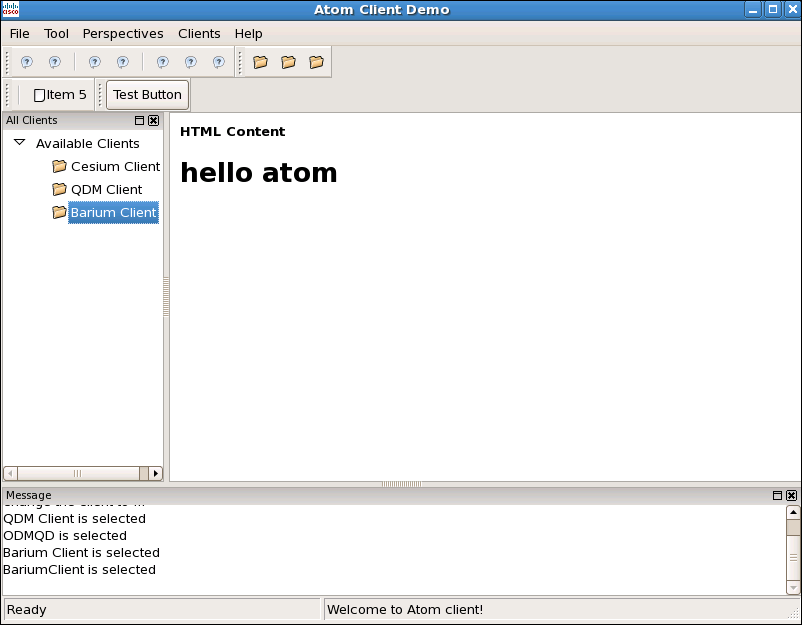 CISCO
Atom Client Demo
File Tool Perspectives Clients Help
Item 5 Test Button
All Clients
Available Clients
Cesium Client
QDM Client
Barium Client
HTML Content
hello atom
Message
QDM Client is selected
ODMQD is selected
Barium Client is selected
BariumClient is selected
Ready
Welcome to Atom client!